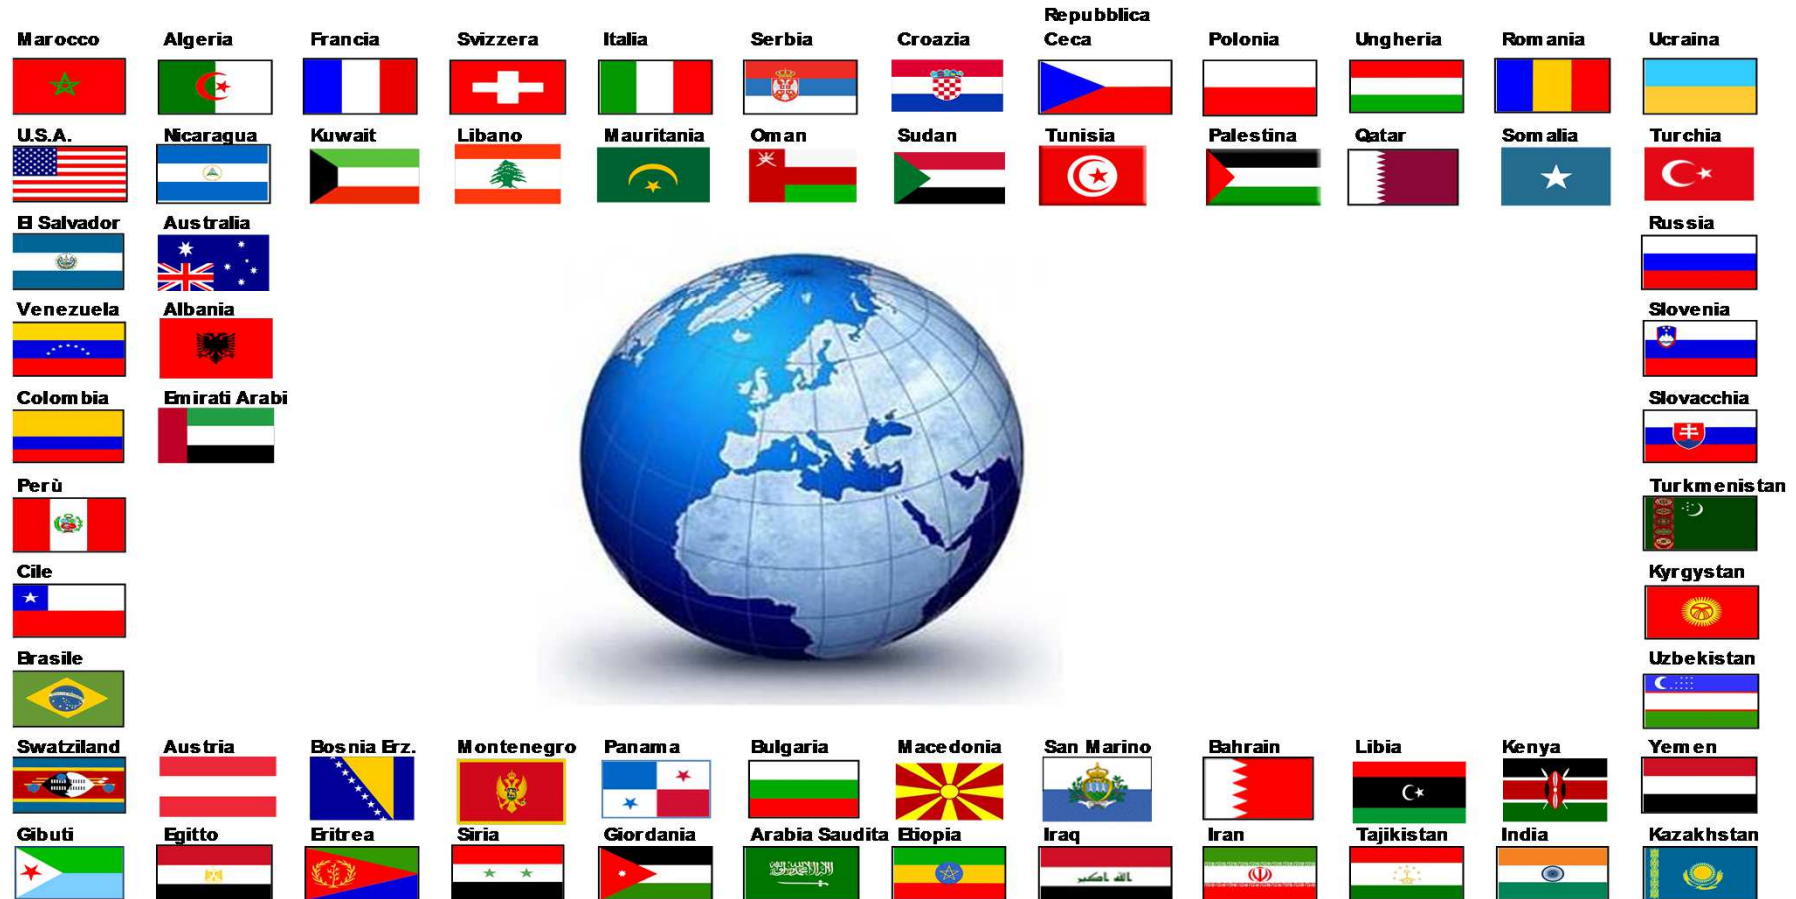 Repubblica
Marocco Algeria Francia Svizzera Italia Serbia Croazia Ceca Polonia Ungheria Romania Ucraina
U.S.A. Nicaragua Kuwait Libano Mauritania Oman Sudan Tunisia Palestina Qatar Somalia Turchia
El Salvador Australia Russia
Venezuela Albania Slovenia
Colombia Emirati Arabi Slovacchia
Perù Turkmenistan
Cile Kyrgystan
Brasile Uzbekistan
Swatziland Austria Bosnia Erz. Montenegro Panama Bulgaria Macedonia San Marino Bahrain Libia Kenya Yemen
Gibuti Egitto Eritrea Siria Giordania Arabia Saudita Etiopia Iraq Iran Tajikistan India Kazakhstan
الله اكبر